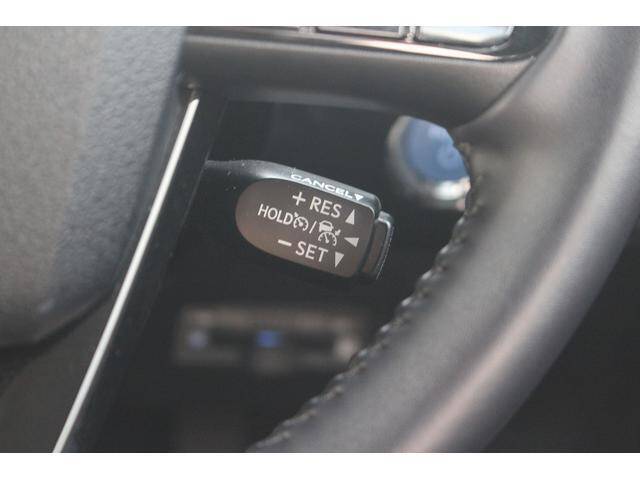 CANCEL▼
+ RES ▲
HOLD / ◀
- SET ▼